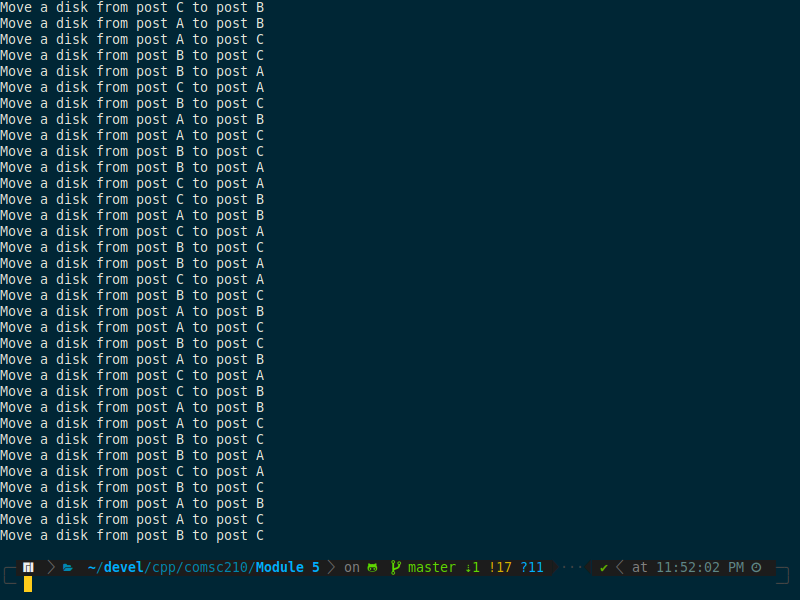 Move a disk from post C to post B
Move a disk from post A to post B
Move a disk from post A to post C
Move a disk from post B to post C
Move a disk from post B to post A
Move a disk from post C to post A
Move a disk from post B to post C
Move a disk from post A to post B
Move a disk from post A to post C
Move a disk from post B to post C
Move a disk from post B to post A
Move a disk from post C to post A
Move a disk from post C to post B
Move a disk from post A to post B
Move a disk from post C to post A
Move a disk from post B to post C
Move a disk from post B to post A
Move a disk from post C to post A
Move a disk from post B to post C
Move a disk from post A to post B
Move a disk from post A to post C
Move a disk from post B to post C
Move a disk from post A to post B
Move a disk from post C to post A
Move a disk from post C to post B
Move a disk from post A to post B
Move a disk from post A to post C
Move a disk from post B to post C
Move a disk from post B to post A
Move a disk from post C to post A
Move a disk from post B to post C
Move a disk from post A to post B
Move a disk from post A to post C
Move a disk from post B to post C
~/devel/cpp/comsc210/Module 5 on master ⇣1 !17 ?11 ··· ✔ at 11:52:02 PM